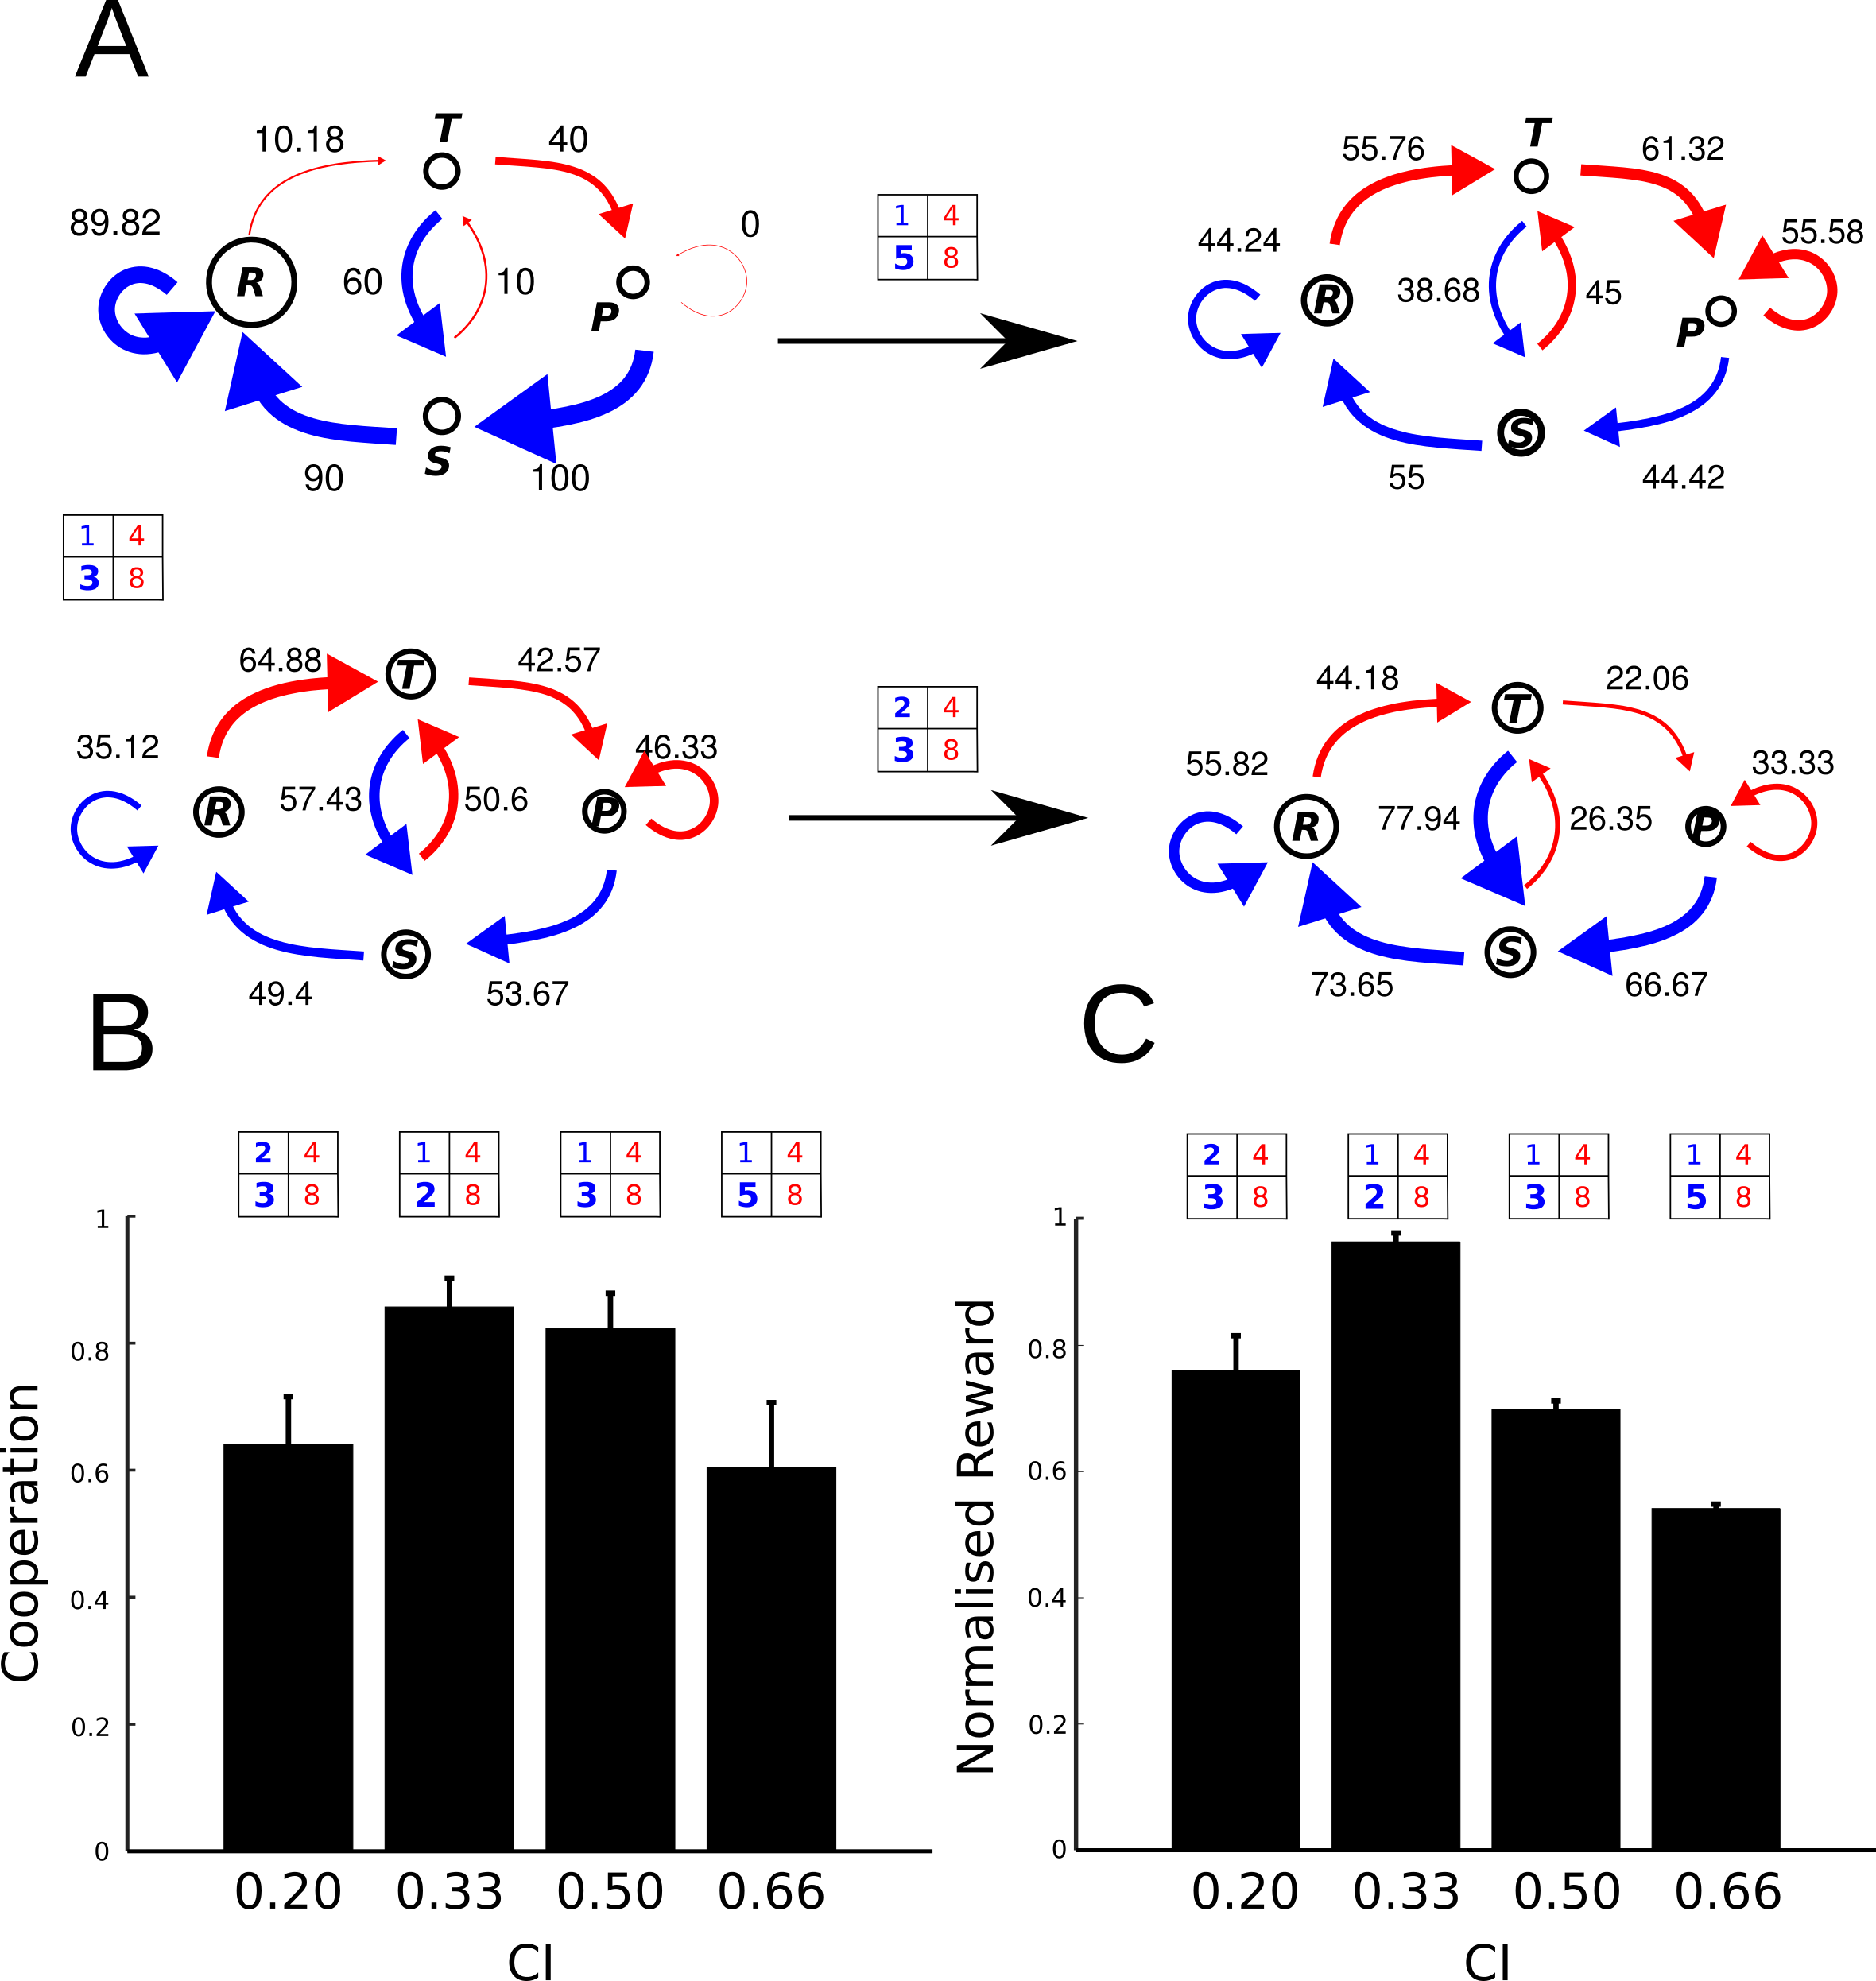 A
T
10.18
40
89.82
R
60
10
0
P
S
90
100
1 4
5 8
T
55.76
61.32
44.24
R
38.68
45
55.58
P
S
55
44.42
1 4
3 8
64.88
T
42.57
35.12
R
57.43
50.6
46.33
P
S
49.4
53.67
2 4
3 8
44.18
T
22.06
55.82
R
77.94
26.35
33.33
P
S
73.65
66.67
B
2 4
3 8
1 4
2 8
1 4
3 8
1 4
5 8
Cooperation
1
0.8
0.6
0.4
0.2
0
0.20 0.33 0.50 0.66
CI
C
2 4
3 8
1 4
2 8
1 4
3 8
1 4
5 8
Normalised Reward
1
0.8
0.6
0.4
0.2
0
0.20 0.33 0.50 0.66
CI